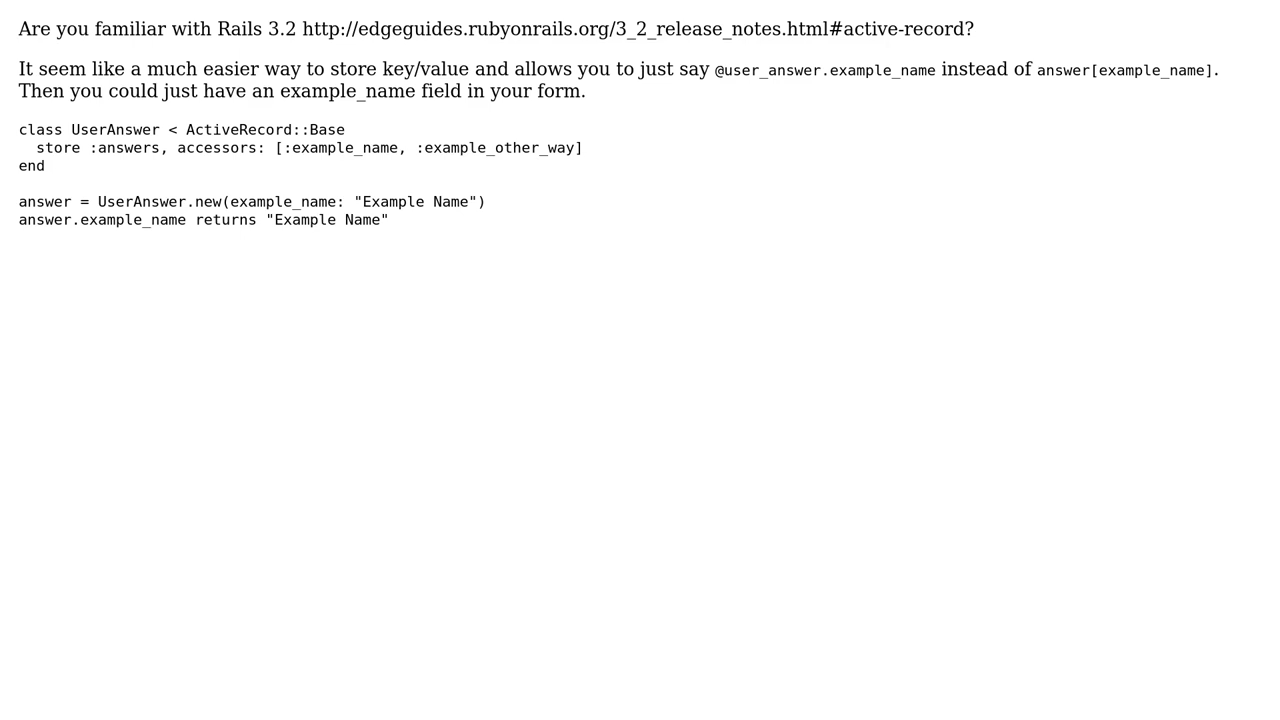 Are you familiar with Rails 3.2 http://edgeguides.rubyonrails.org/3_2_release_notes.html#active-record?
It seem like a much easier way to store key/value and allows you to just say @user_answer.example_name instead of answer[example_name].
Then you could just have an example_name field in your form.
class UserAnswer < ActiveRecord::Base
  store :answers, accessors: [:example_name, :example_other_way]
end
answer = UserAnswer.new(example_name: "Example Name")
answer.example_name returns "Example Name"